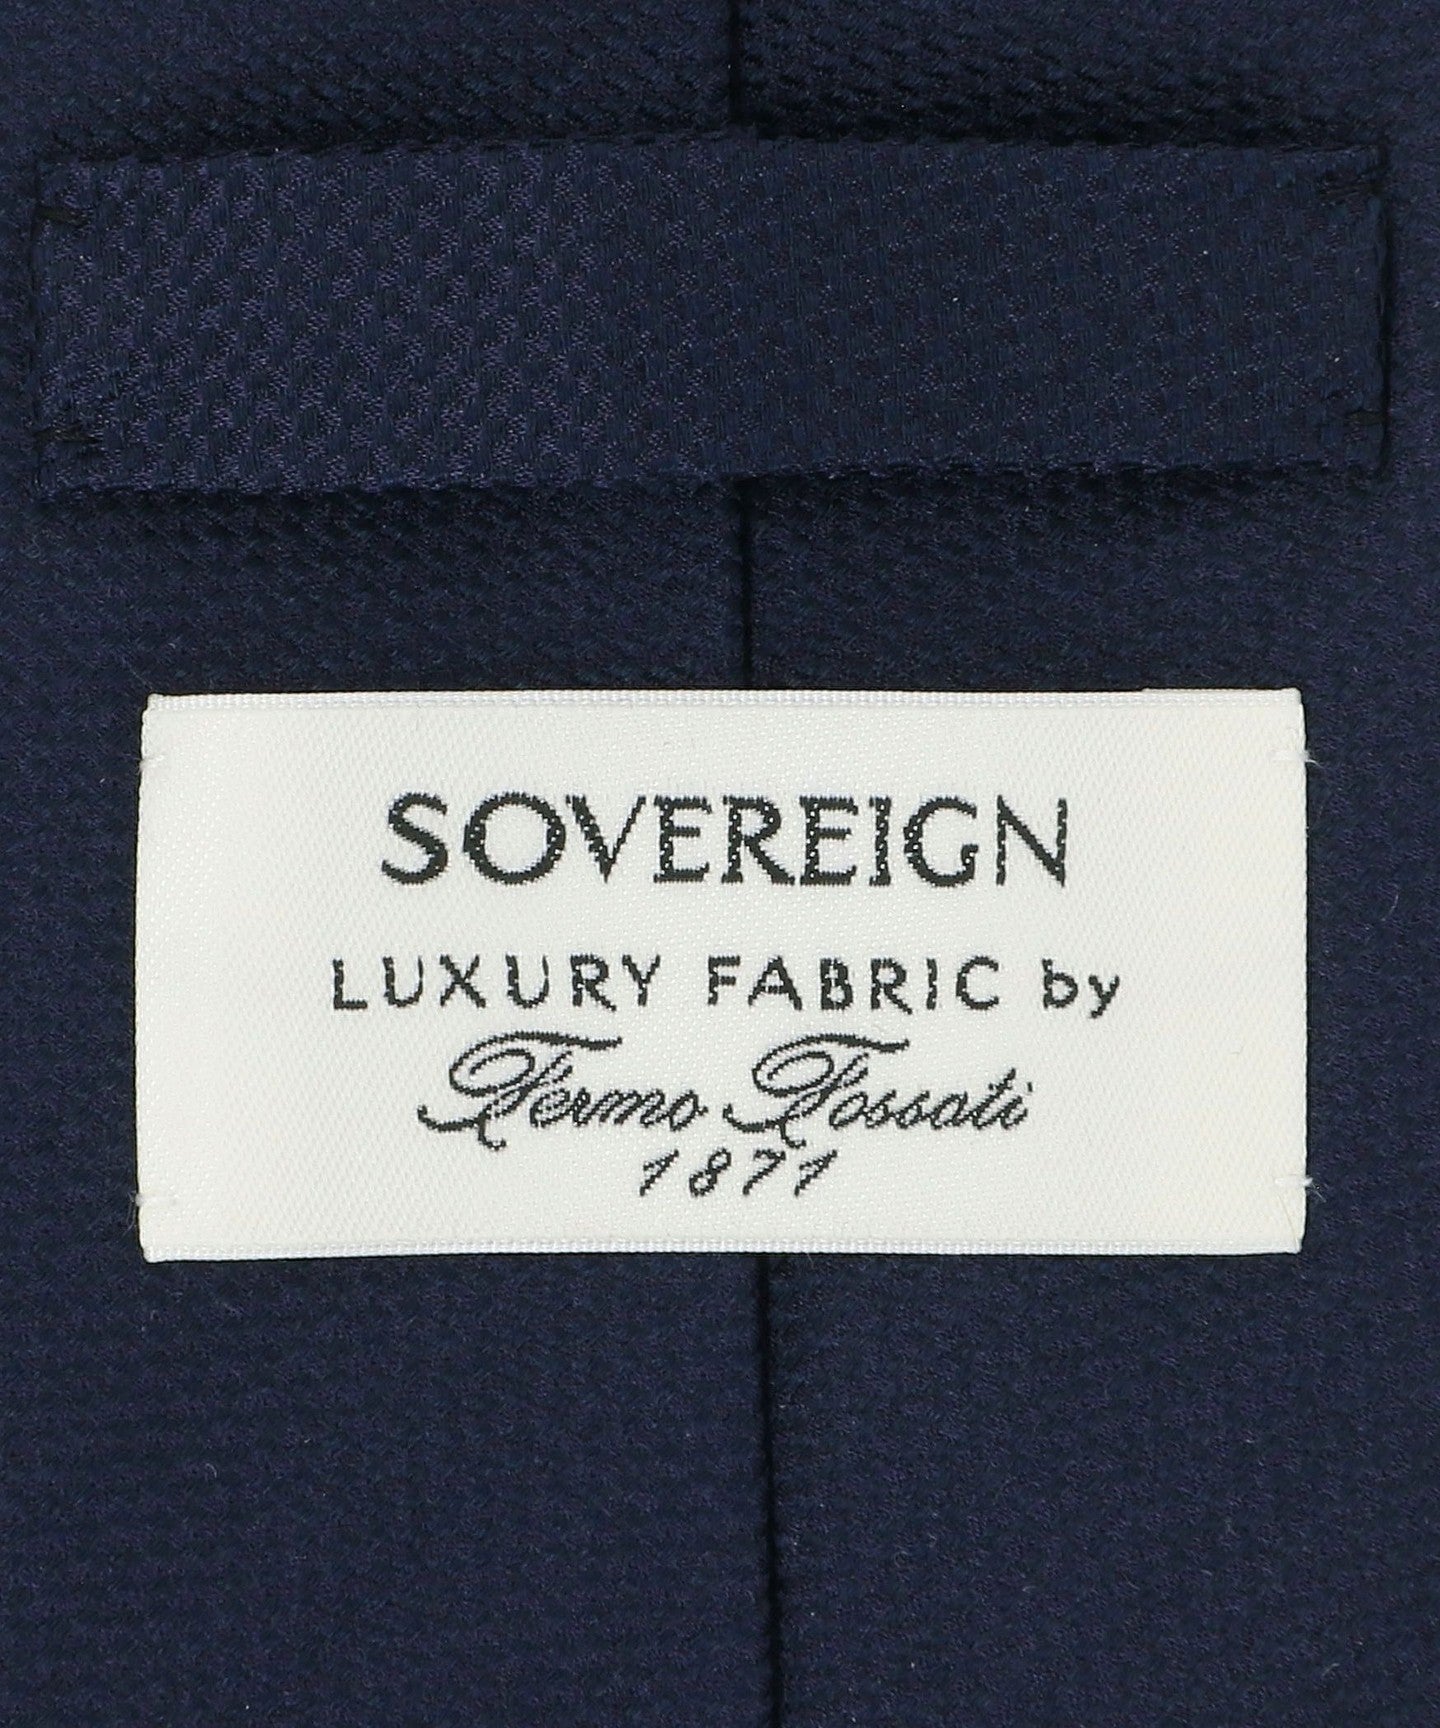 SOVEREIGN
LUXURY FABRIC by
Fermo Fossati
1871